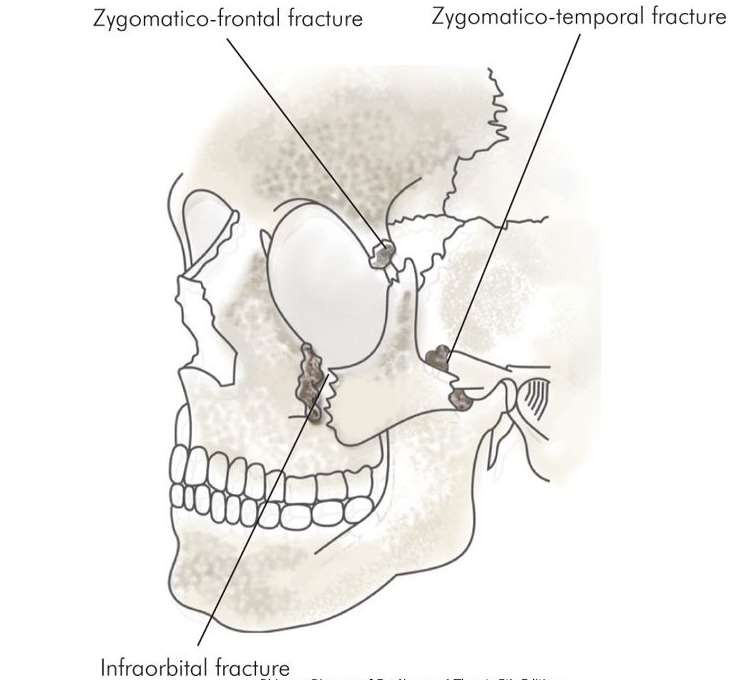 Zygomatico-frontal fracture
Zygomatico-temporal fracture
Infraorbital fracture